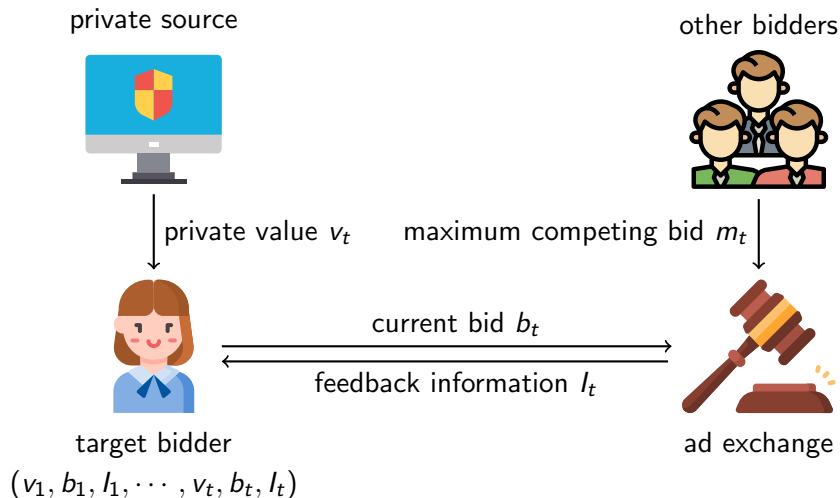 private source
other bidders
private value v_t
maximum competing bid m_t
current bid b_t
feedback information I_t
target bidder
ad exchange
(v_1, b_1, I_1, ⋯ , v_t, b_t, I_t)